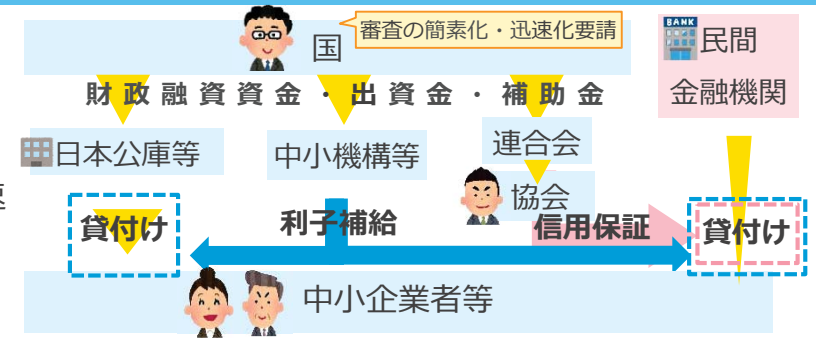 審査の簡素化・迅速化要請
国
BANK
民間
金融機関
財政融資資金・出資金・補助金
日本公庫等
中小機構等
連合会
協会
貸付け
利子補給
信用保証
貸付け
中小企業者等